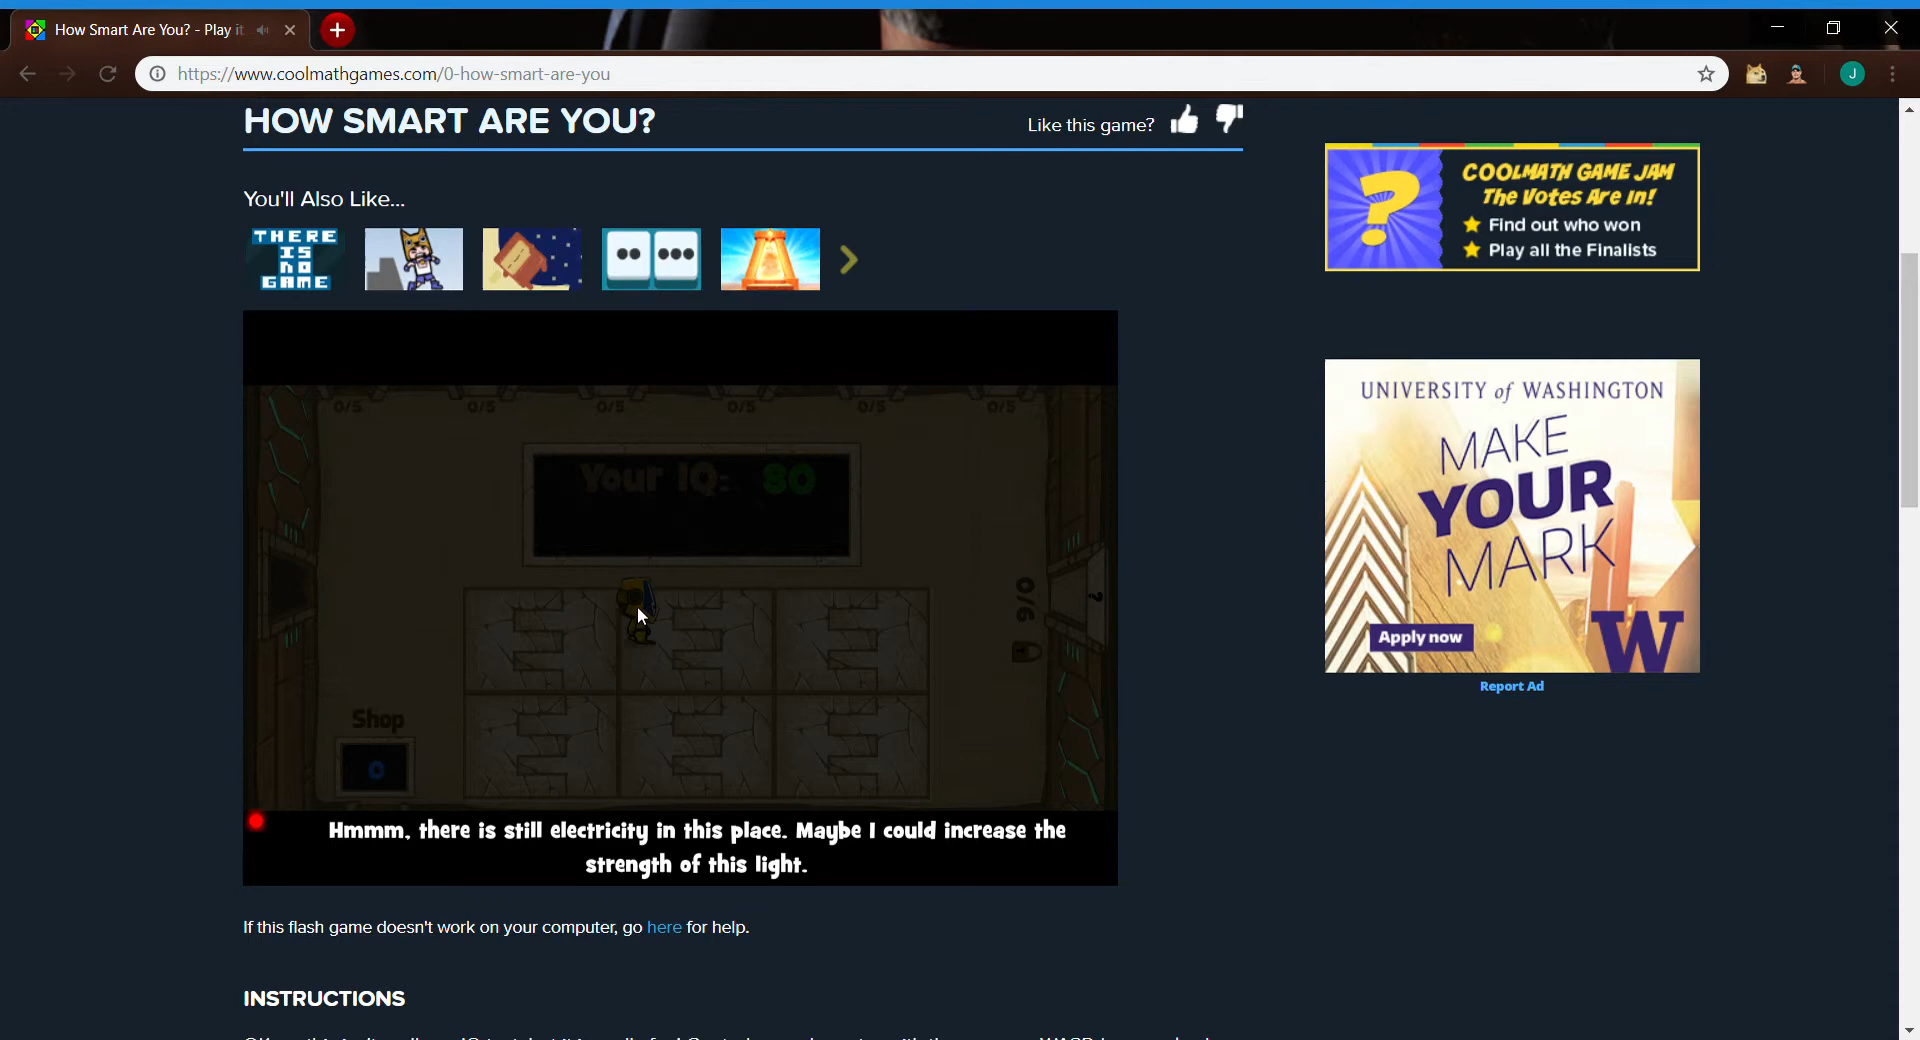 How Smart Are You? - Play it
https://www.coolmathgames.com/0-how-smart-are-you
J
HOW SMART ARE YOU?
Like this game?
You'll Also Like...
THERE
IS
NO
GAME
COOLMATH GAME JAM
The Votes Are In!
Find out who won
Play all the Finalists
0/5 0/5 0/5 0/5 0/5 0/5
Your IQ: 80
0/6
?
Shop
0
Hmmm, there is still electricity in this place. Maybe I could increase the
strength of this light.
UNIVERSITY of WASHINGTON
MAKE
YOUR
MARK
Apply now
W
Report Ad
If this flash game doesn't work on your computer, go here for help.
INSTRUCTIONS